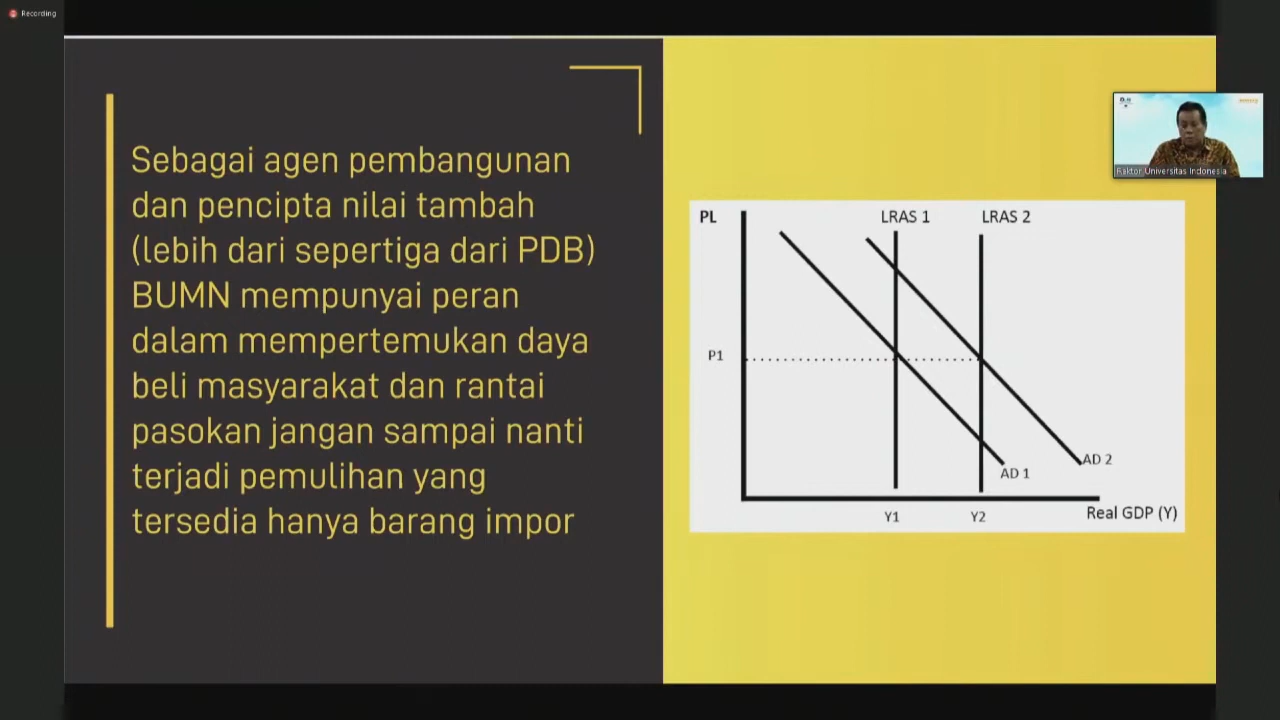 Recording
Sebagai agen pembangunan
dan pencipta nilai tambah
(lebih dari sepertiga dari PDB)
BUMN mempunyai peran
dalam mempertemukan daya
beli masyarakat dan rantai
pasokan jangan sampai nanti
terjadi pemulihan yang
tersedia hanya barang impor
Rektor Universitas Indonesia
PL
LRAS 1
LRAS 2
P1
AD 1
AD 2
Y1
Y2
Real GDP (Y)